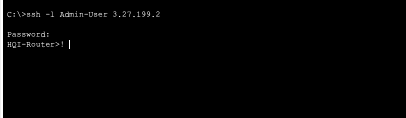 C:\>ssh -l Admin-User 3.27.199.2
Password:
HQI-Router>!